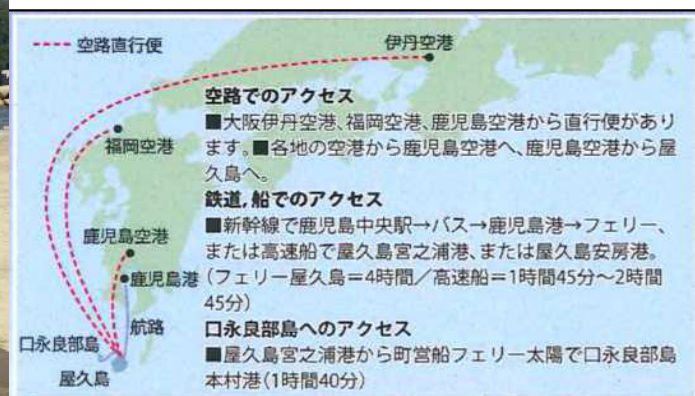 空路直行便
伊丹空港
福岡空港
鹿児島空港
鹿児島港
航路
口永良部島
屋久島
空路でのアクセス
■大阪伊丹空港、福岡空港、鹿児島空港から直行便があり
ます。■各地の空港から鹿児島空港へ、鹿児島空港から屋
久島へ。
鉄道,船でのアクセス
■新幹線で鹿児島中央駅→バス→鹿児島港→フェリー、
または高速船で屋久島宮之浦港、または屋久島安房港。
(フェリー屋久島=4時間/高速船=1時間45分〜2時間
45分)
口永良部島へのアクセス
■屋久島宮之浦港から町営船フェリー太陽で口永良部島
本村港(1時間40分)